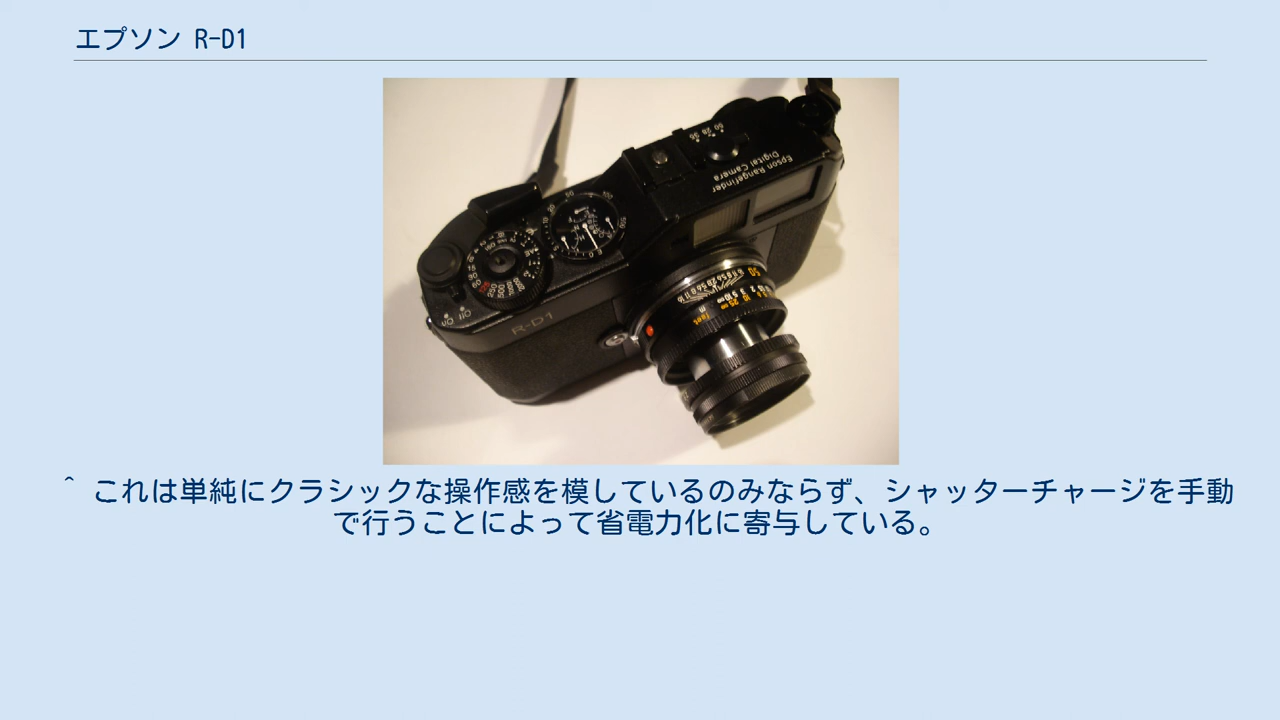 エプソン R-D1
Epson Rangefinder
Digital Camera
R-D1
^ これは単純にクラシックな操作感を模しているのみならず、シャッターチャージを手動
で行うことによって省電力化に寄与している。